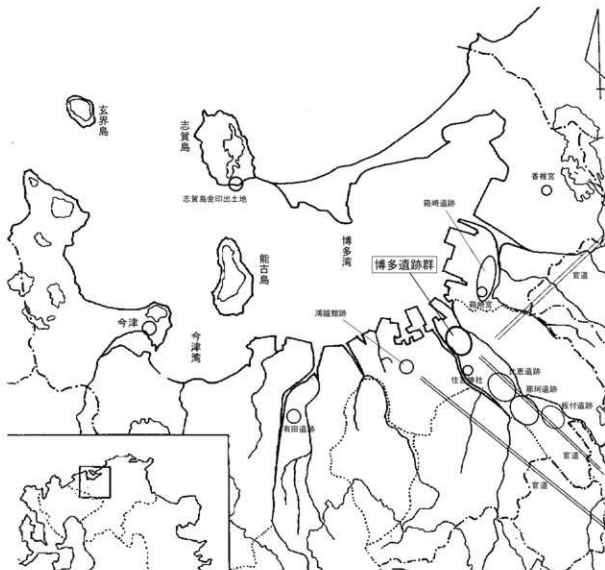 玄界島
志賀島
志賀島金印出土地
香椎宮
箱崎遺跡
博多湾
博多遺跡群
能古島
官道
鴻臚館跡
箱崎宮
今津
今津湾
住吉神社
比恵遺跡
那珂遺跡
板付遺跡
有田遺跡
官道
官道